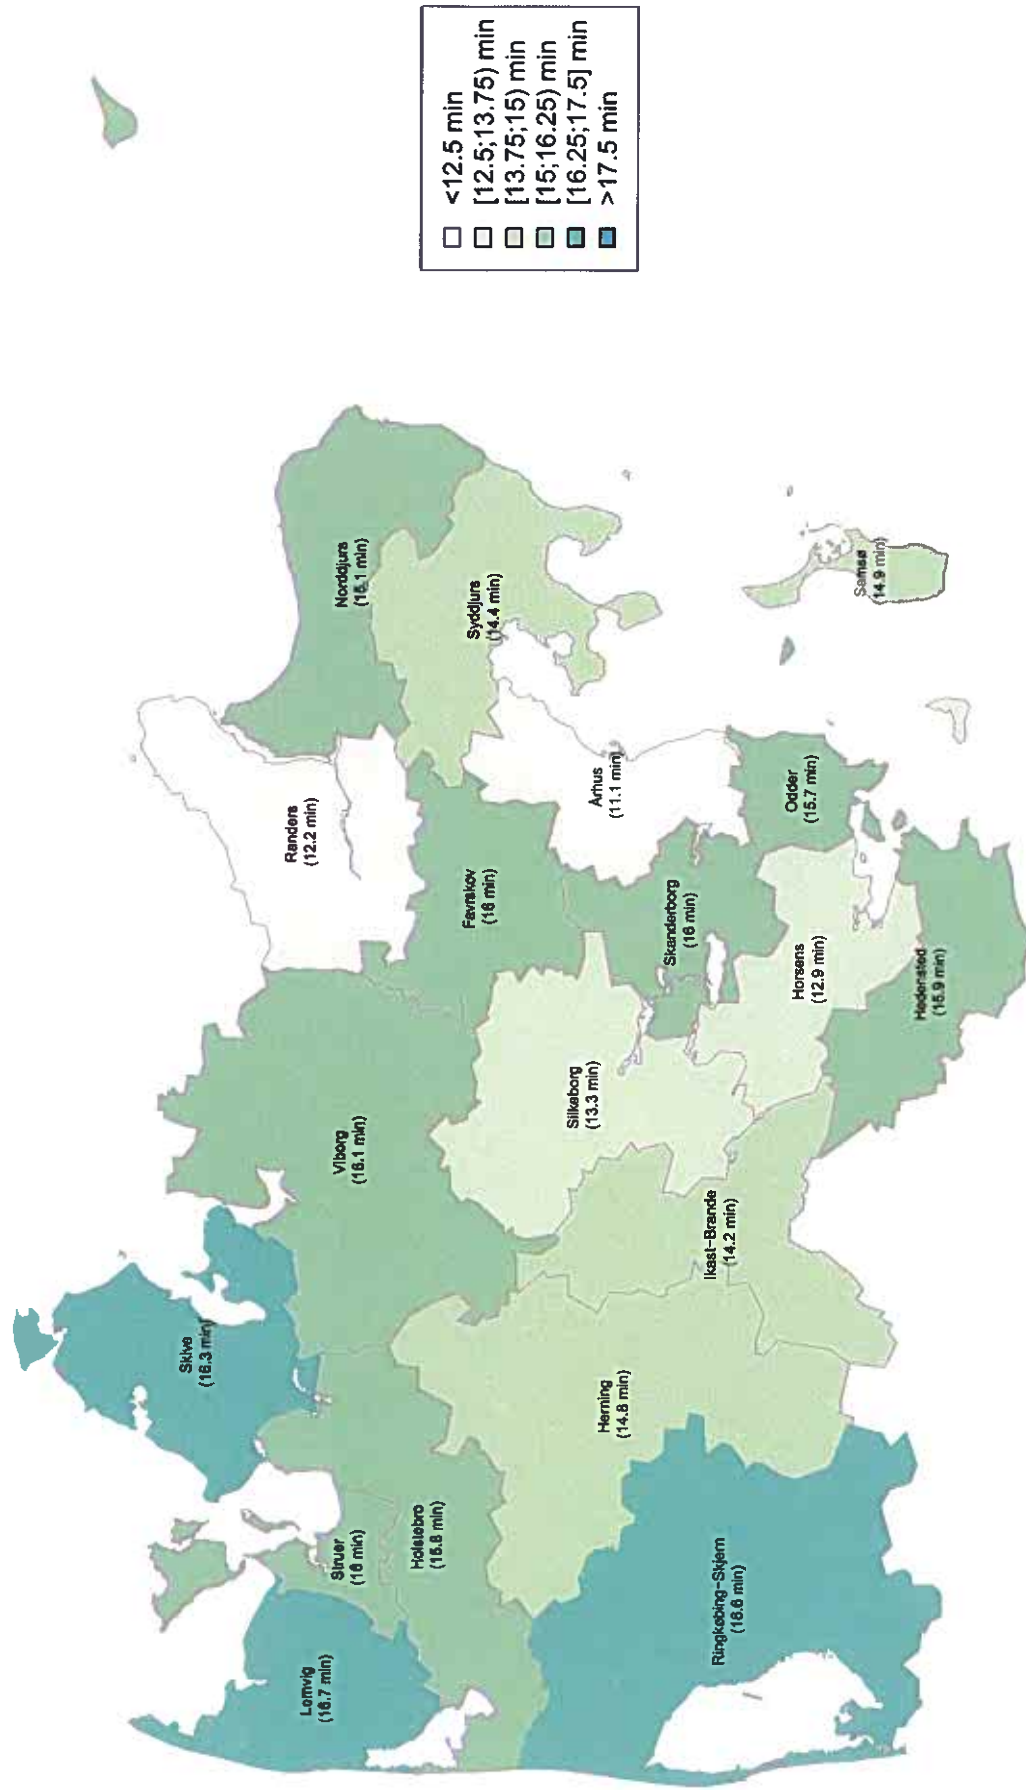 <12.5 min
[12.5;13.75) min
[13.75;15) min
[15;16.25) min
[16.25;17.5] min
>17.5 min
Skive
(16.3 min)
Lemvig
(16.7 min)
Struer
(16 min)
Holstebro
(15.8 min)
Viborg
(16.1 min)
Randers
(12.2 min)
Norddjurs
(15.1 min)
Syddjurs
(14.4 min)
Favrskov
(16 min)
Århus
(11.1 min)
Silkeborg
(13.3 min)
Herning
(14.8 min)
Ikast-Brande
(14.2 min)
Skanderborg
(16 min)
Odder
(15.7 min)
Samsø
(14.9 min)
Horsens
(12.9 min)
Hedensted
(15.9 min)
Ringkøbing-Skjern
(16.6 min)